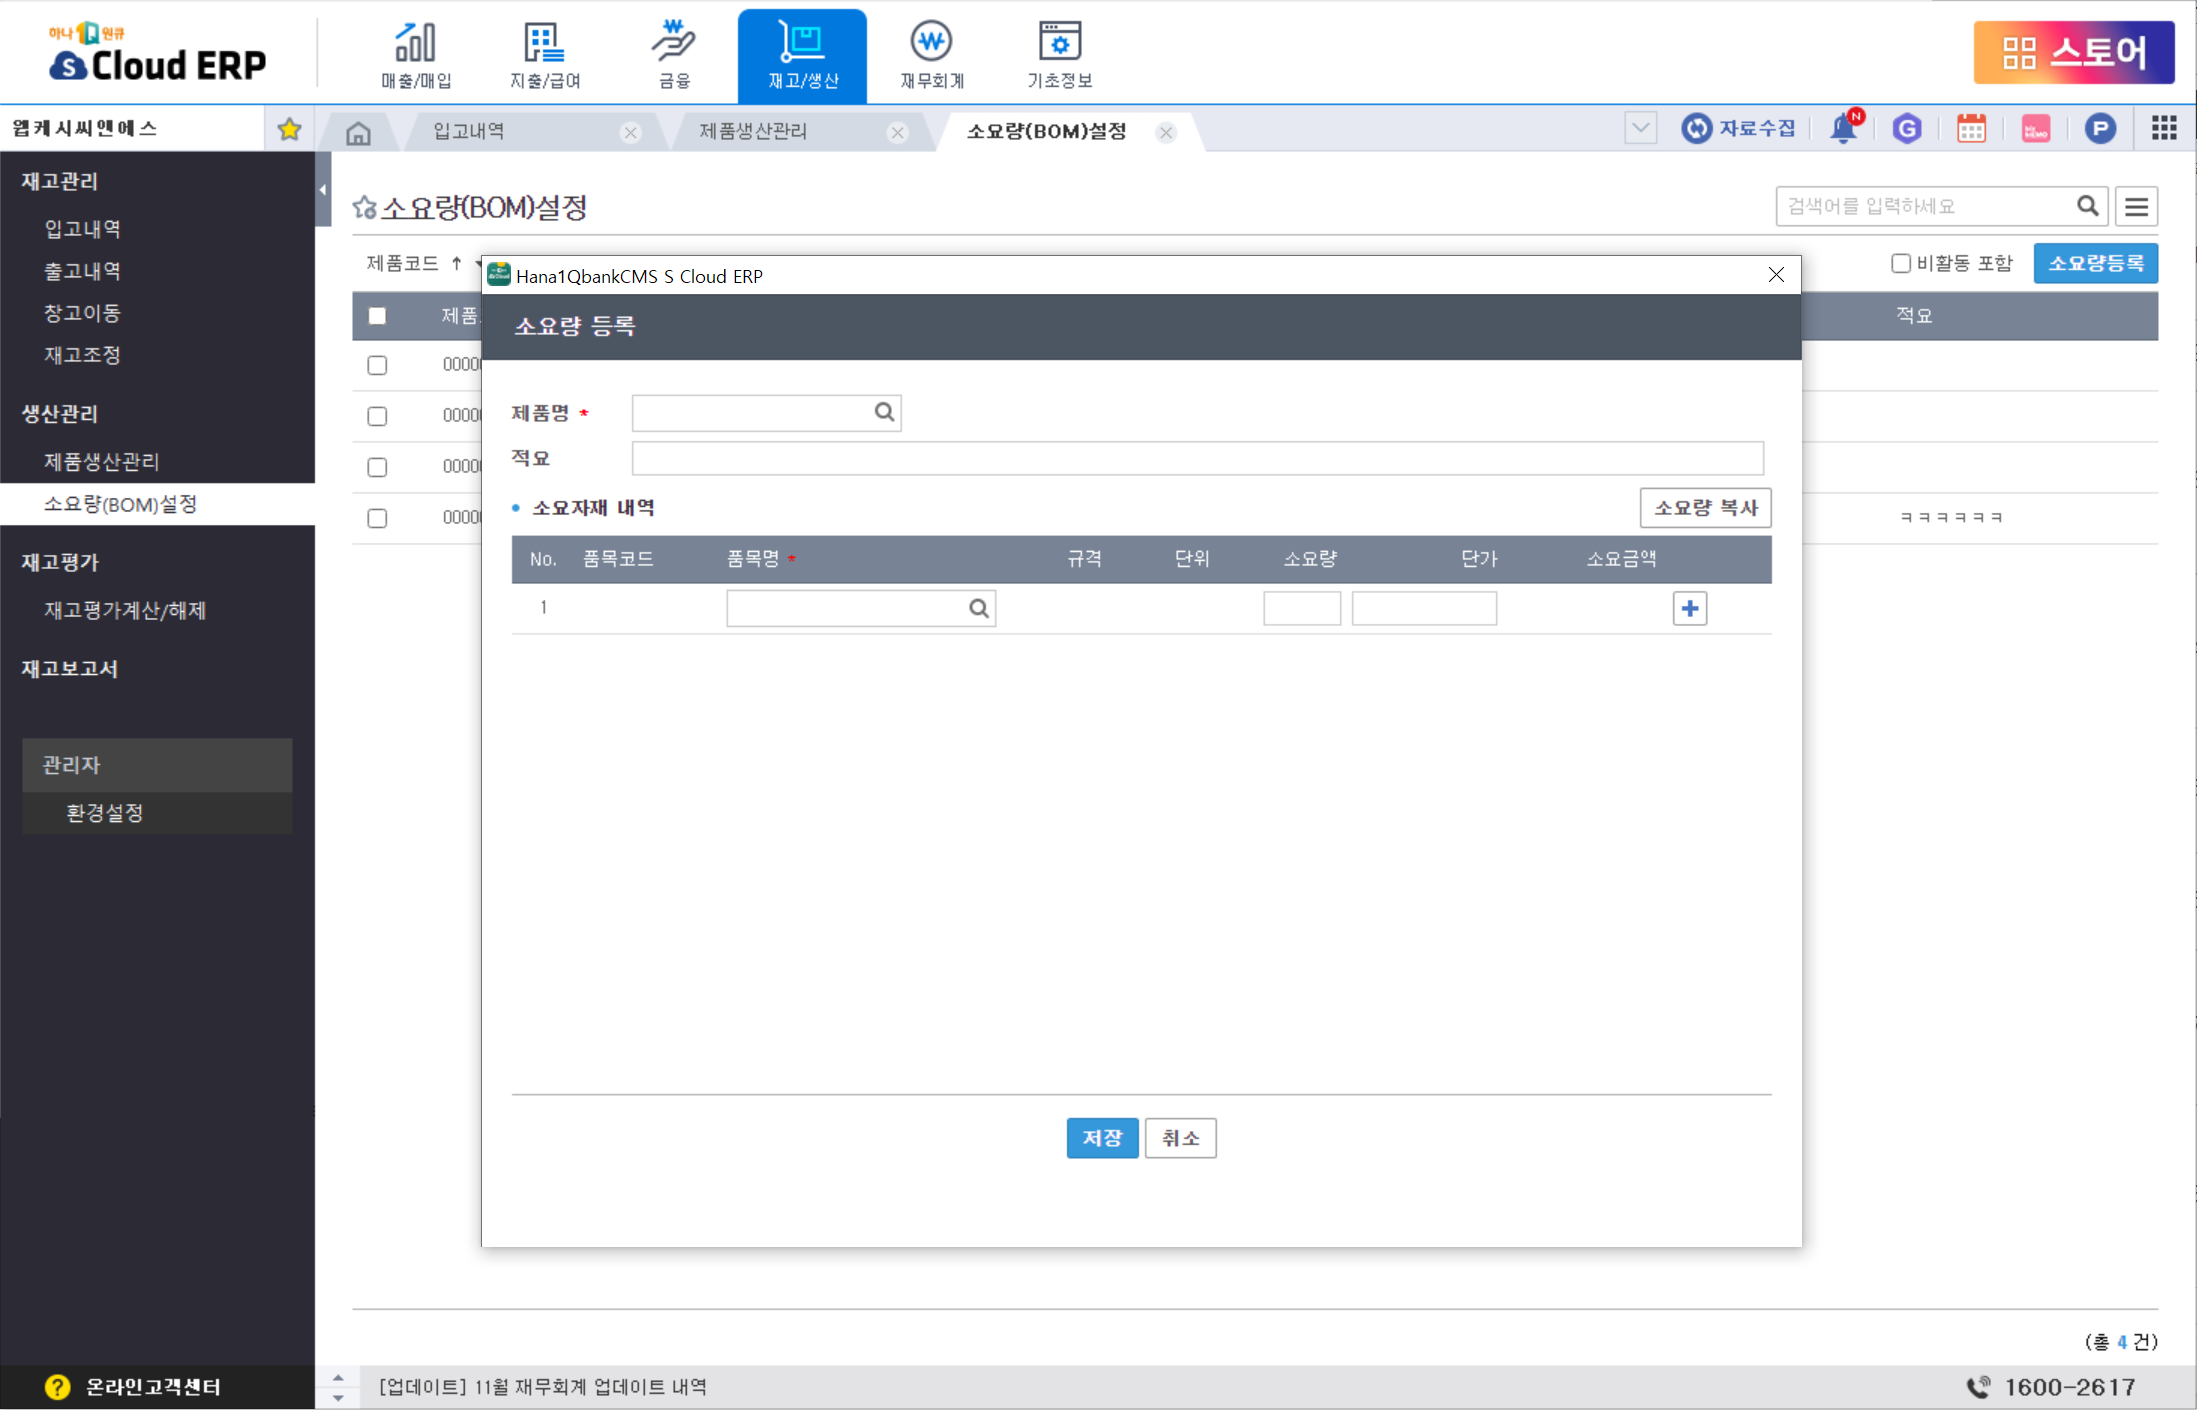 하나 1Q 원큐
S Cloud ERP
매출/매입
지출/급여
금융
재고/생산
재무회계
기초정보
스토어
웹케시씨앤에스
입고내역
제품생산관리
소요량(BOM)설정
자료수집
N
G
My MEMO
P
재고관리
입고내역
출고내역
창고이동
재고조정
생산관리
제품생산관리
소요량(BOM)설정
재고평가
재고평가계산/해제
재고보고서
관리자
환경설정
소요량(BOM)설정
검색어를 입력하세요
제품코드 ↑
비활동 포함
소요량등록
제품
적요
0000
0000
0000
0000
ㅋㅋㅋㅋㅋㅋ
Hana1QbankCMS S Cloud ERP
소요량 등록
제품명 *
적요
소요자재 내역
소요량 복사
No. 품목코드 품목명 * 규격 단위 소요량 단가 소요금액
1
저장
취소
(총 4 건)
? 온라인고객센터
[업데이트] 11월 재무회계 업데이트 내역
1600-2617